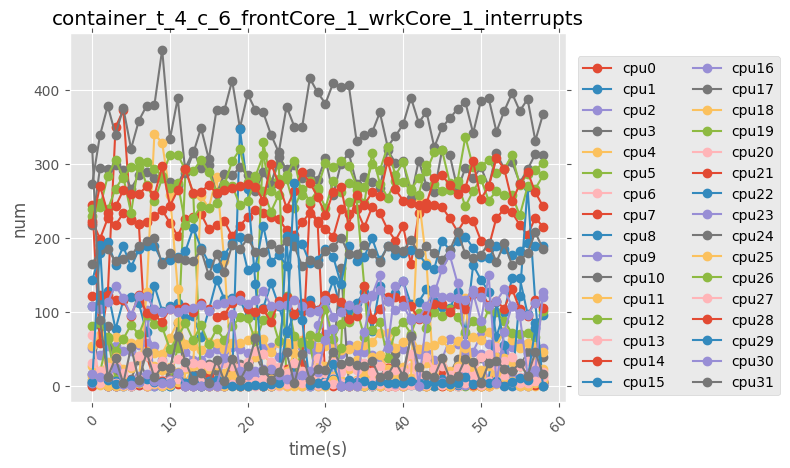 container_t_4_c_6_frontCore_1_wrkCore_1_interrupts
400
300
200
100
0
num
0 10 20 30 40 50 60
time(s)
cpu0 cpu16
cpu1 cpu17
cpu2 cpu18
cpu3 cpu19
cpu4 cpu20
cpu5 cpu21
cpu6 cpu22
cpu7 cpu23
cpu8 cpu24
cpu9 cpu25
cpu10 cpu26
cpu11 cpu27
cpu12 cpu28
cpu13 cpu29
cpu14 cpu30
cpu15 cpu31